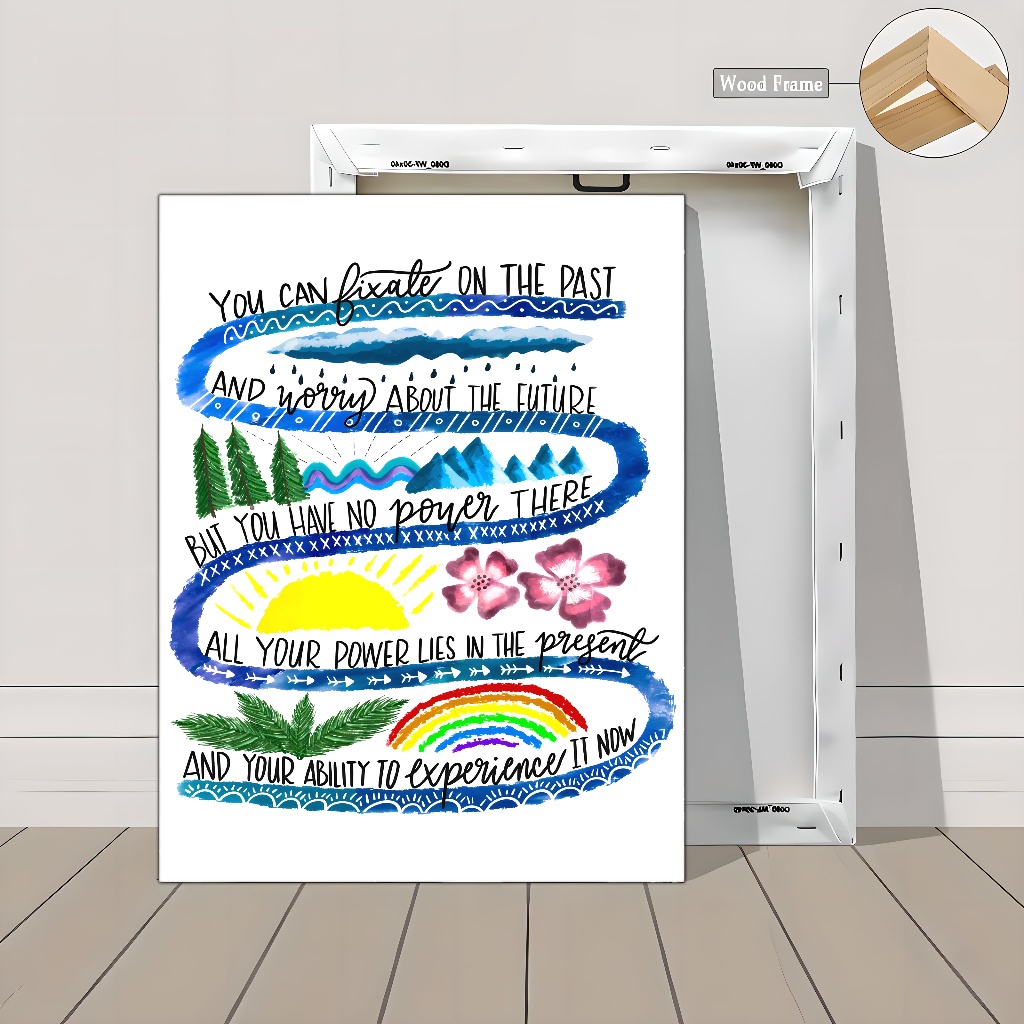 Wood Frame
YOU CAN fixate ON THE PAST
AND worry ABOUT THE FUTURE
BUT YOU HAVE NO power THERE
ALL YOUR POWER LIES IN THE present
AND YOUR ABILITY TO experience IT NOW